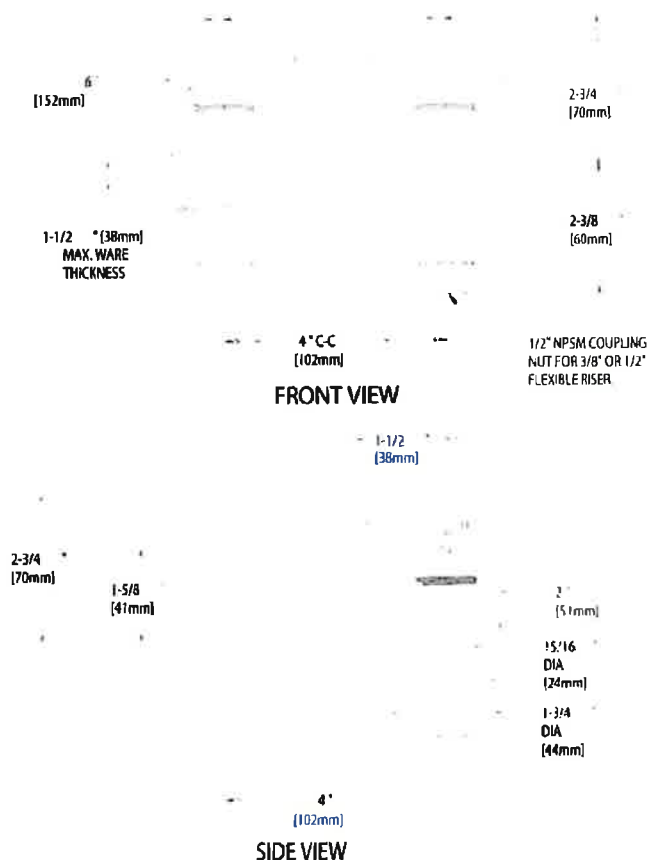 6"
[152mm]
2-3/4
[70mm]
1-1/2 " [38mm]
MAX. WARE
THICKNESS
2-3/8
[60mm]
4" C-C
[102mm]
1/2" NPSM COUPLING
NUT FOR 3/8" OR 1/2"
FLEXIBLE RISER
FRONT VIEW
1-1/2 "
[38mm]
2-3/4 "
[70mm]
1-5/8
[41mm]
2 "
[51mm]
15/16 "
DIA
[24mm]
1-3/4 "
DIA
[44mm]
4"
[102mm]
SIDE VIEW